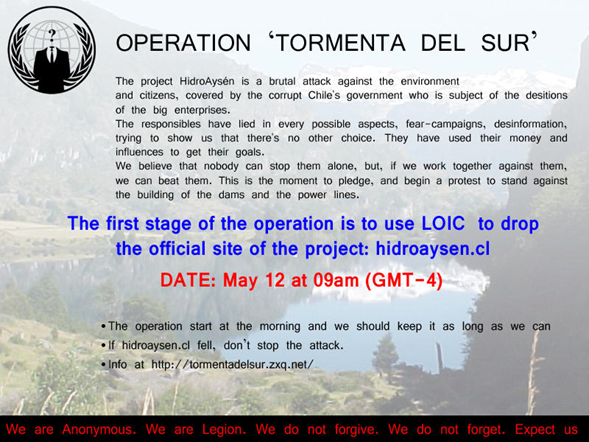 ?
OPERATION ‘TORMENTA DEL SUR’
The project HidroAysén is a brutal attack against the environment
and citizens, covered by the corrupt Chile's government who is subject of the desitions
of the big enterprises.
The responsibles have lied in every possible aspects, fear-campaigns, desinformation,
trying to show us that there's no other choice. They have used their money and
influences to get their goals.
We believe that nobody can stop them alone, but, if we work together against them,
we can beat them. This is the moment to pledge, and begin a protest to stand against
the building of the dams and the power lines.
The first stage of the operation is to use LOIC to drop
the official site of the project: hidroaysen.cl
DATE: May 12 at 09am (GMT-4)
•The operation start at the morning and we should keep it as long as we can
•If hidroaysen.cl fell, don't stop the attack.
•Info at http://tormentadelsur.zxq.net/
We are Anonymous. We are Legion. We do not forgive. We do not forget. Expect us